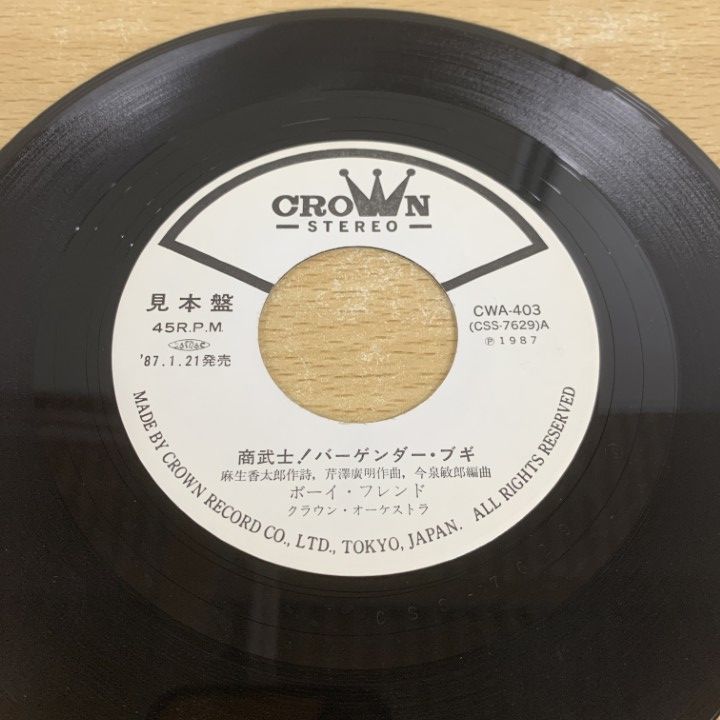 CROWN
STEREO
見本盤
45R.P.M.
'87.1.21発売
CWA-403
(CSS-7629)A
Ⓟ1987
商武士!バーゲンダー・ブギ
麻生香太郎作詩, 芹澤廣明作曲, 今泉敏郎編曲
ボーイ・フレンド
クラウン・オーケストラ
MADE BY CROWN RECORD CO., LTD., TOKYO, JAPAN. ALL RIGHTS RESERVED